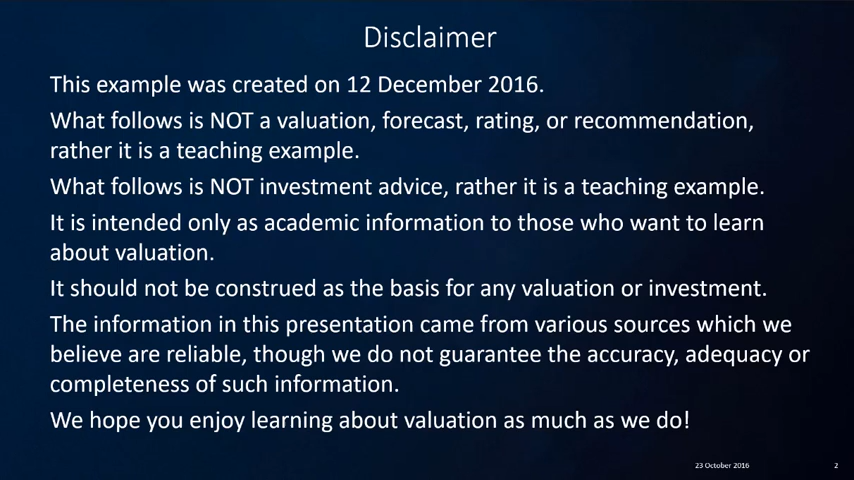 Disclaimer
This example was created on 12 December 2016.
What follows is NOT a valuation, forecast, rating, or recommendation,
rather it is a teaching example.
What follows is NOT investment advice, rather it is a teaching example.
It is intended only as academic information to those who want to learn
about valuation.
It should not be construed as the basis for any valuation or investment.
The information in this presentation came from various sources which we
believe are reliable, though we do not guarantee the accuracy, adequacy or
completeness of such information.
We hope you enjoy learning about valuation as much as we do!
23 October 2016 2